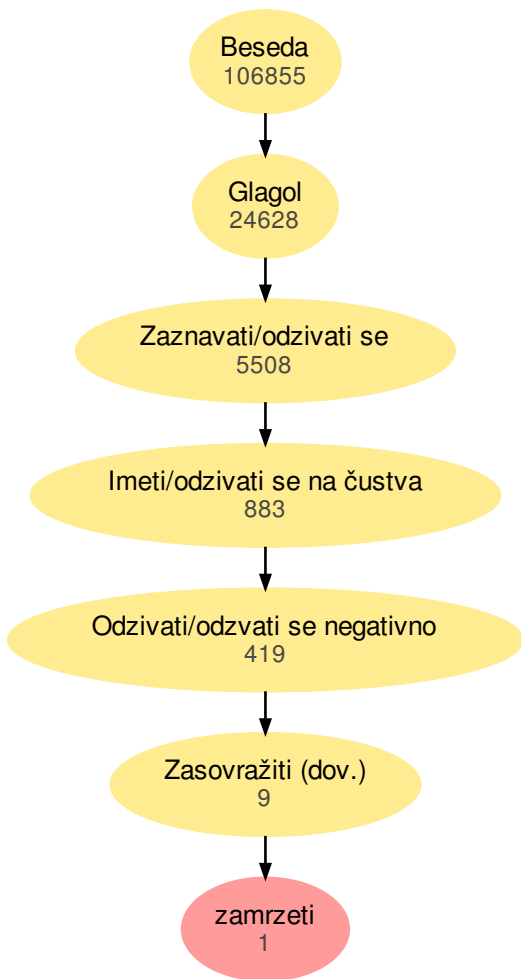 Beseda
106855
Glagol
24628
Zaznavati/odzivati se
5508
Imeti/odzivati se na čustva
883
Odzivati/odzvati se negativno
419
Zasovražiti (dov.)
9
zamrzeti
1